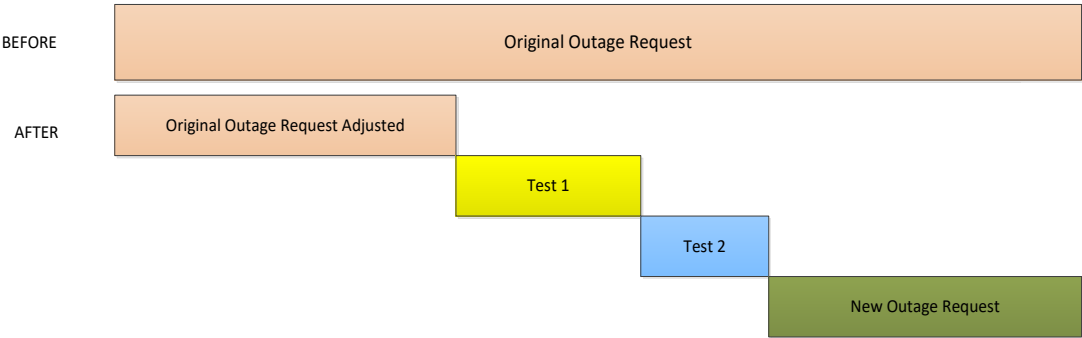 BEFORE
Original Outage Request
AFTER
Original Outage Request Adjusted
Test 1
Test 2
New Outage Request